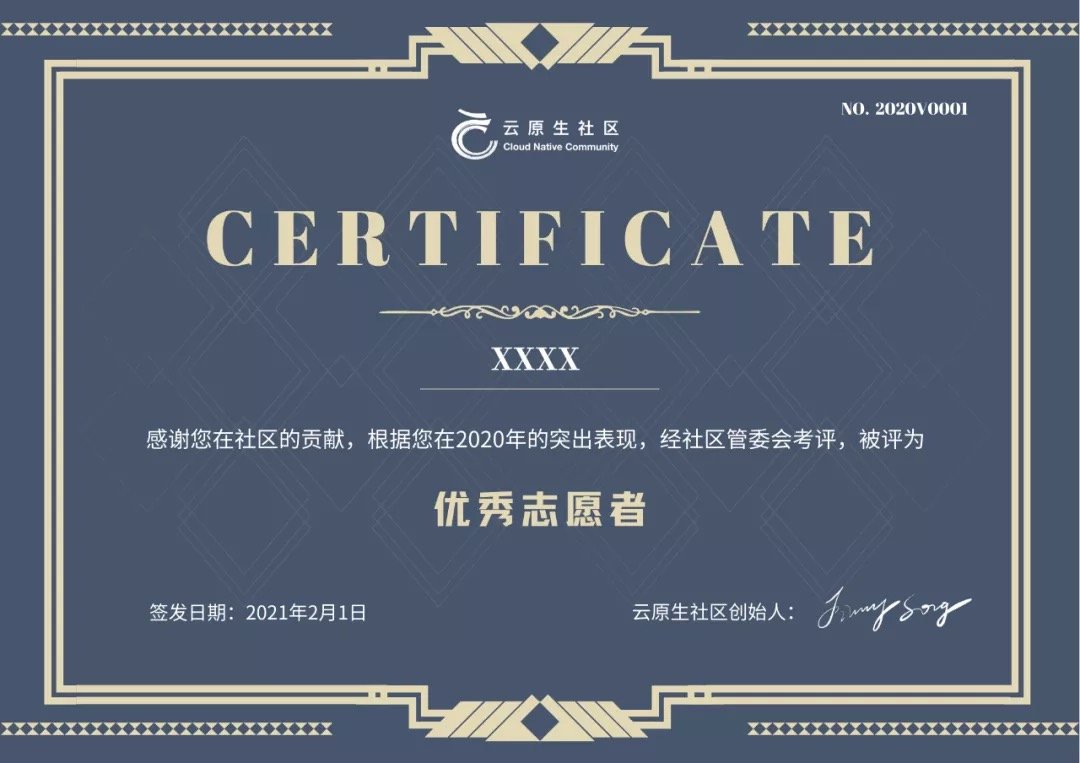 NO. 2020V0001
云原生社区
Cloud Native Community
CERTIFICATE
XXXX
感谢您在社区的贡献，根据您在2020年的突出表现，经社区管委会考评，被评为
优秀志愿者
签发日期：2021年2月1日
云原生社区创始人： Jimmy Song